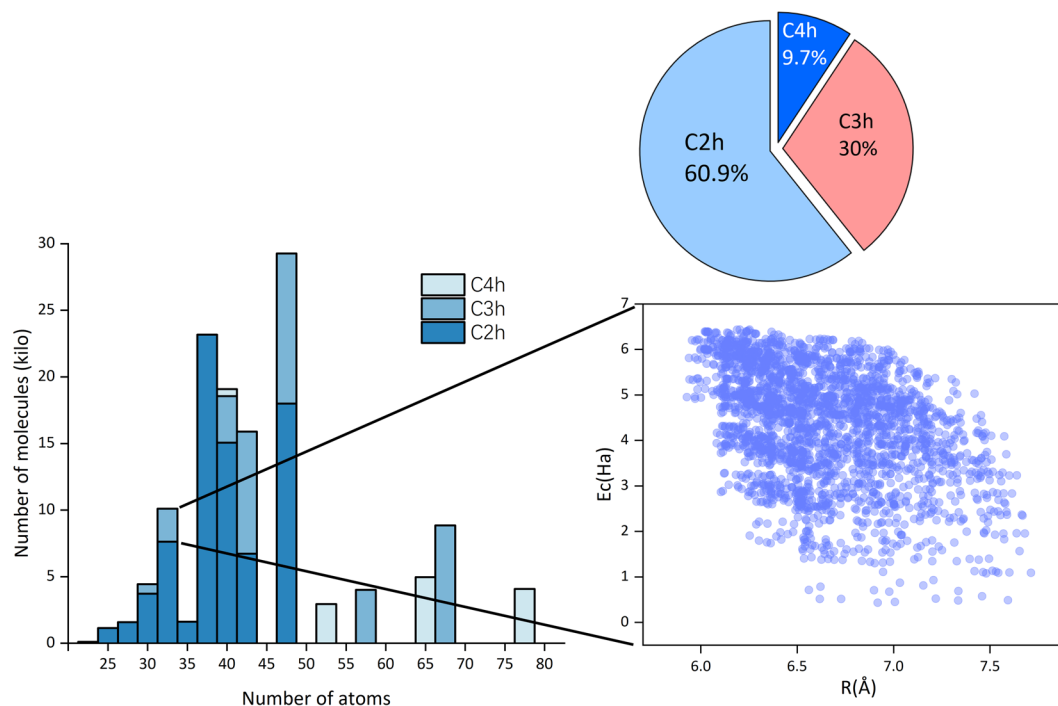 C4h
9.7%
C3h
30%
C2h
60.9%
30
25
20
15
10
5
0
Number of molecules (kilo)
C4h
C3h
C2h
25 30 35 40 45 50 55 60 65 70 75 80
Number of atoms
7
6
5
4
3
2
1
0
Ec(Ha)
6.0 6.5 7.0 7.5
R(Å)